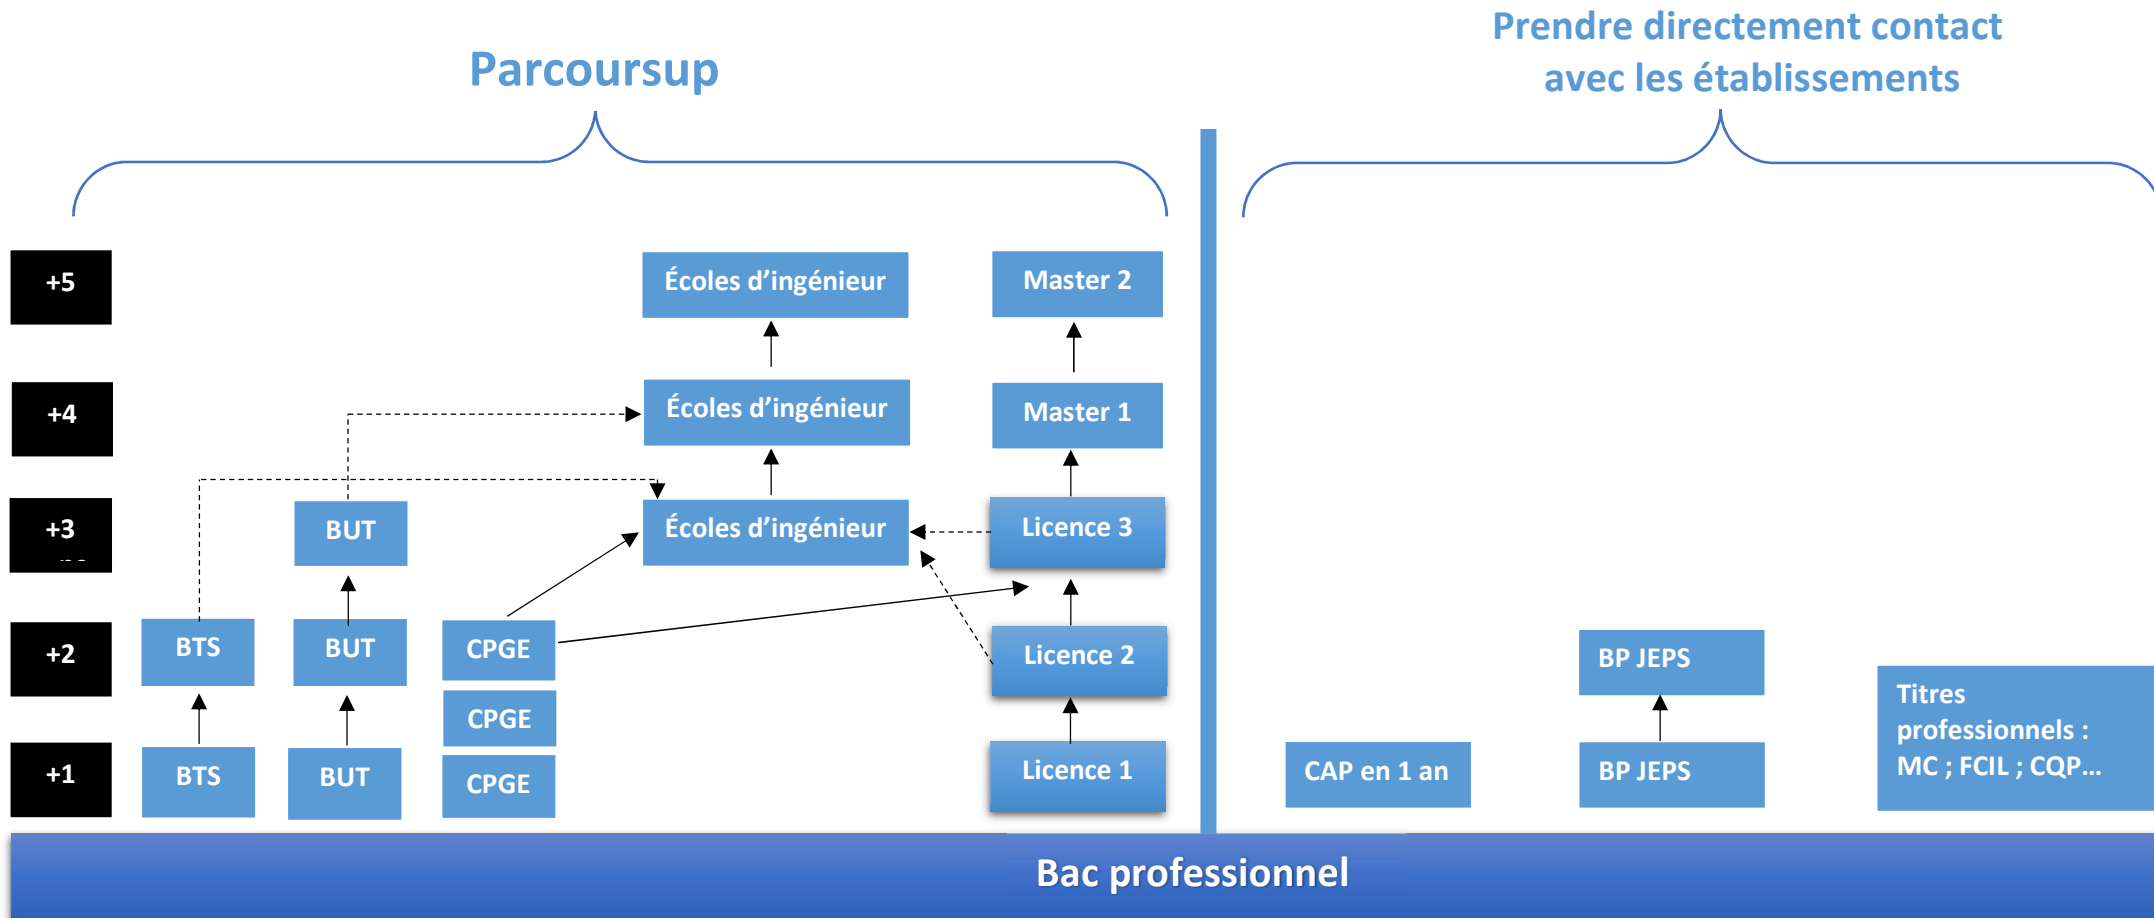 Parcoursup
Prendre directement contact
avec les établissements
+5
Écoles d’ingénieur
Master 2
+4
Écoles d’ingénieur
Master 1
+3
BUT
Écoles d’ingénieur
Licence 3
+2
BTS
BUT
CPGE
Licence 2
BP JEPS
CPGE
Titres
professionnels :
MC ; FCIL ; CQP...
+1
BTS
BUT
CPGE
Licence 1
CAP en 1 an
BP JEPS
Bac professionnel